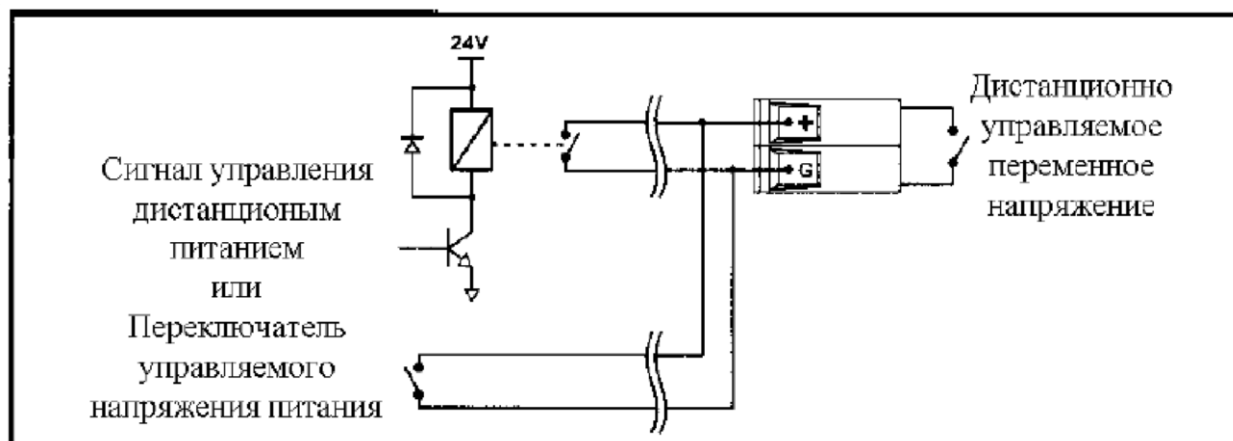 24V
Сигнал управления
дистанционым
питанием
или
Переключатель
управляемого
напряжения питания
+
G
Дистанционно
управляемое
переменное
напряжение